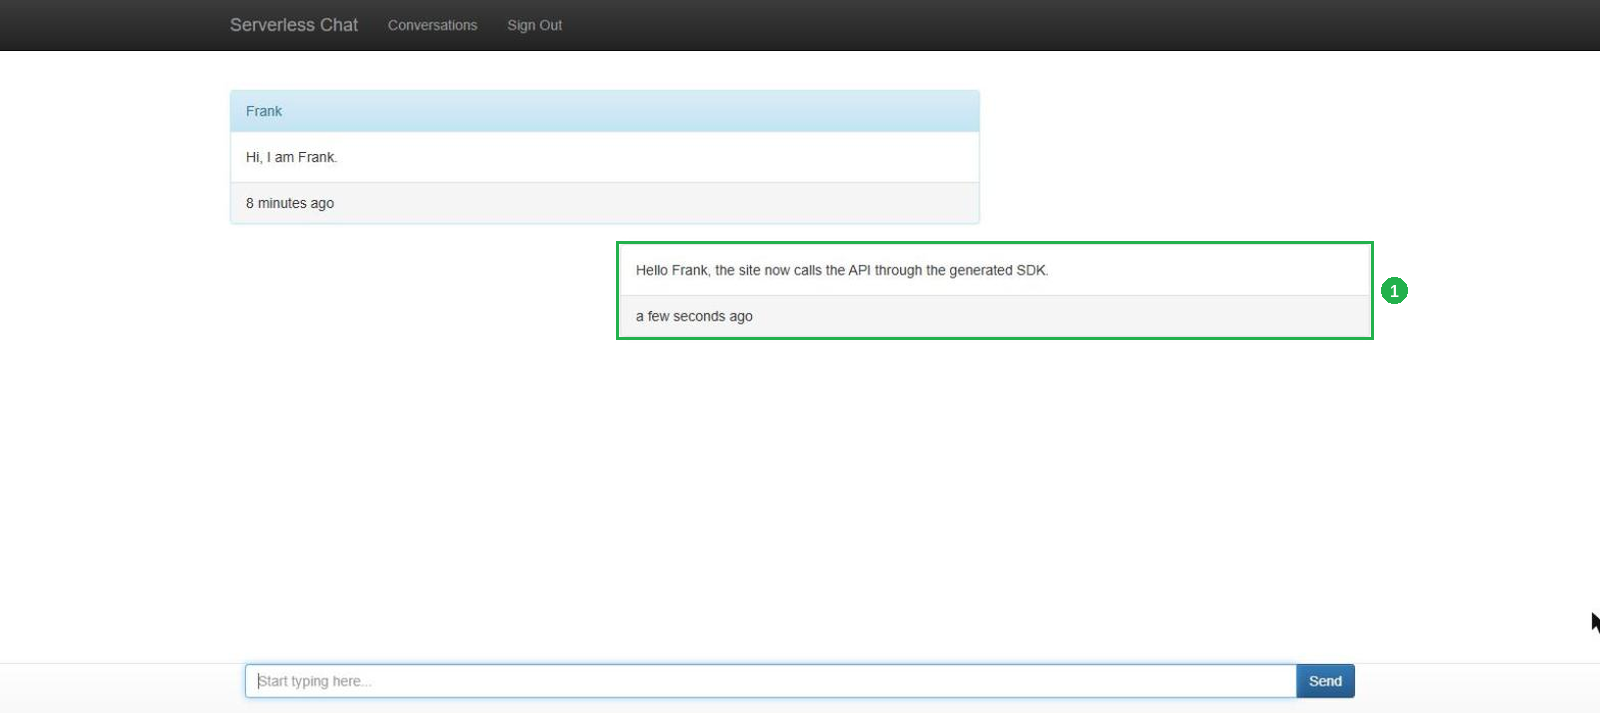 Serverless Chat Conversations Sign Out
Frank
Hi, I am Frank.
8 minutes ago
Hello Frank, the site now calls the API through the generated SDK.
1
a few seconds ago
Start typing here... Send